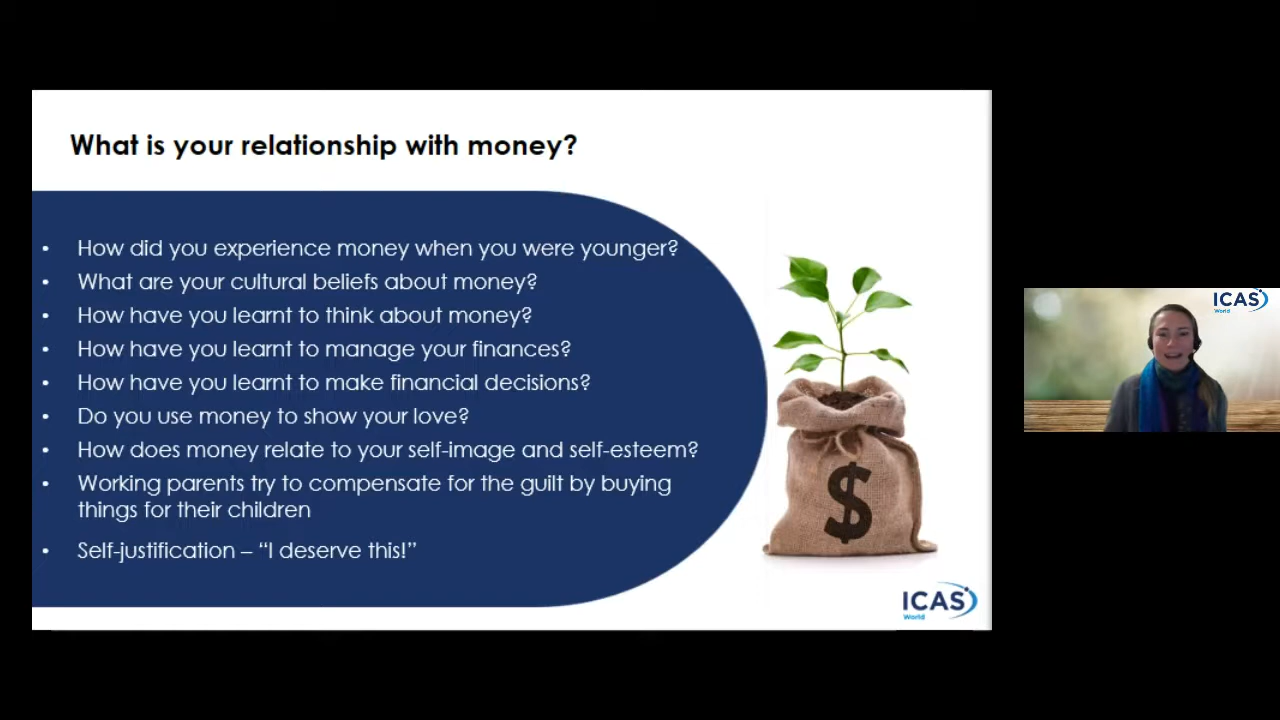 What is your relationship with money?
• How did you experience money when you were younger?
• What are your cultural beliefs about money?
• How have you learnt to think about money?
• How have you learnt to manage your finances?
• How have you learnt to make financial decisions?
• Do you use money to show your love?
• How does money relate to your self-image and self-esteem?
• Working parents try to compensate for the guilt by buying
things for their children
• Self-justification – “I deserve this!”
$
ICAS
World
ICAS
World